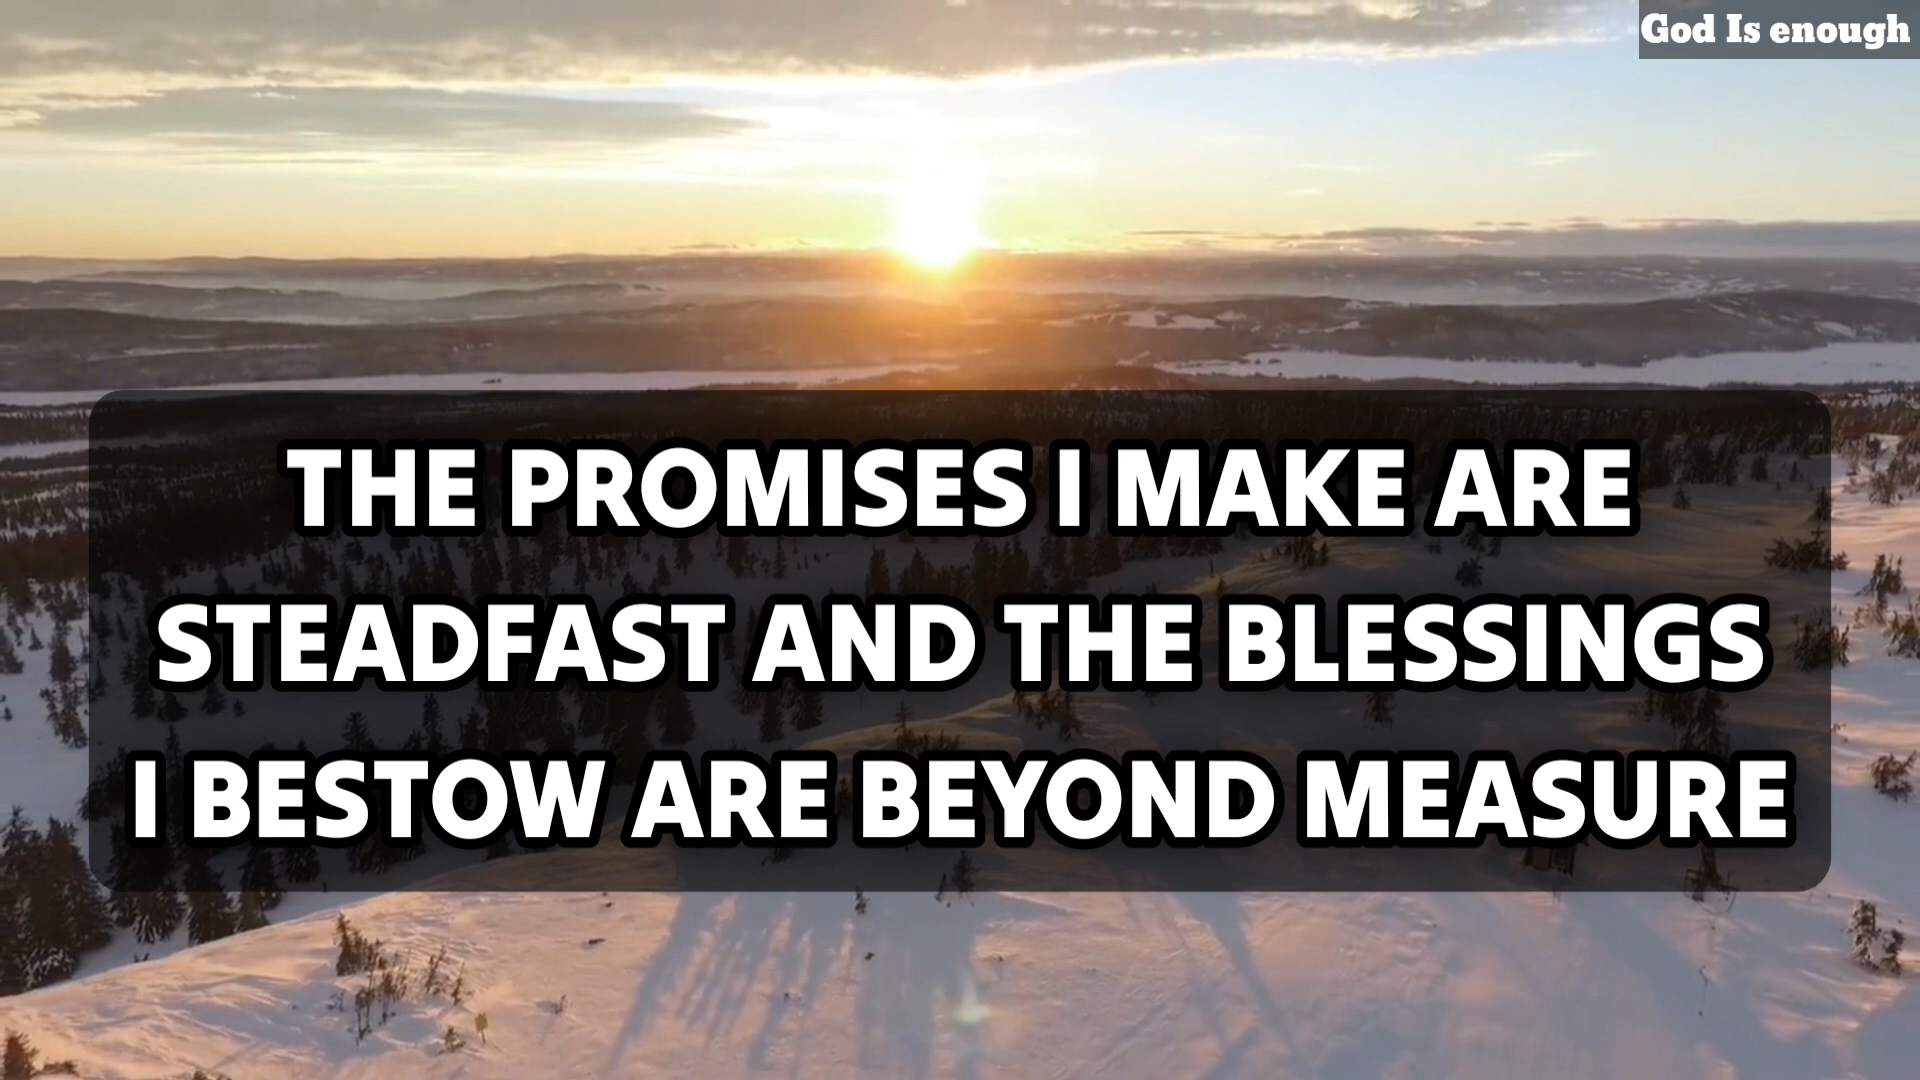 God Is enough
THE PROMISES I MAKE ARE
STEADFAST AND THE BLESSINGS
I BESTOW ARE BEYOND MEASURE